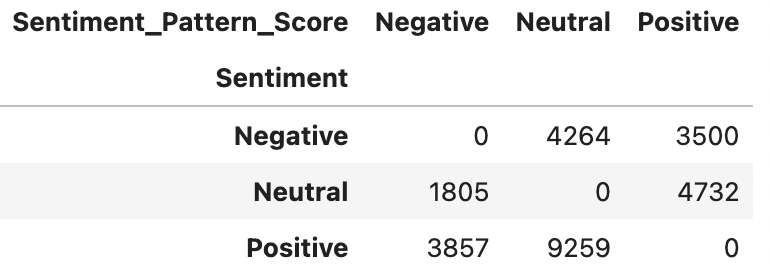 Sentiment_Pattern_Score Negative Neutral Positive
Sentiment
Negative 0 4264 3500
Neutral 1805 0 4732
Positive 3857 9259 0